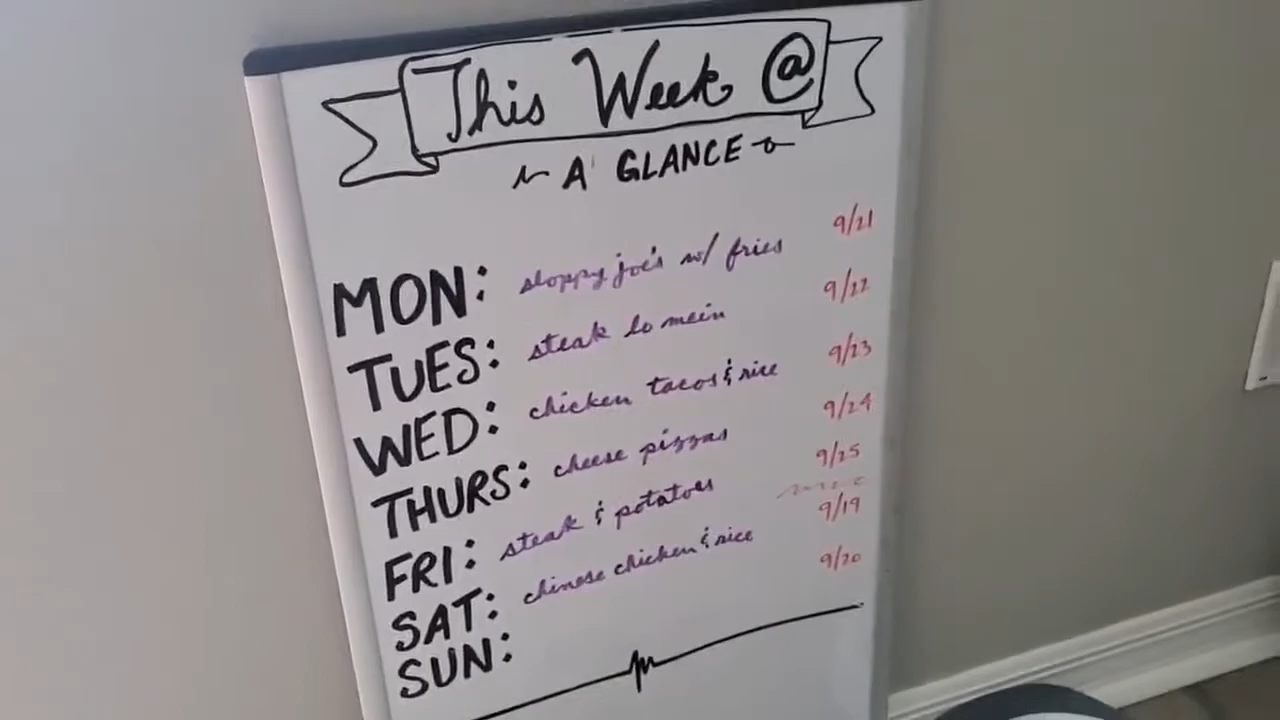 This Week @
A GLANCE
MON: sloppy joe's w/ fries 9/21
TUES: steak lo mein 9/22
WED: chicken tacos & rice 9/23
THURS: cheese pizzas 9/24
FRI: steak & potatoes 9/25
SAT: chinese chicken & rice 9/19
SUN: 9/20